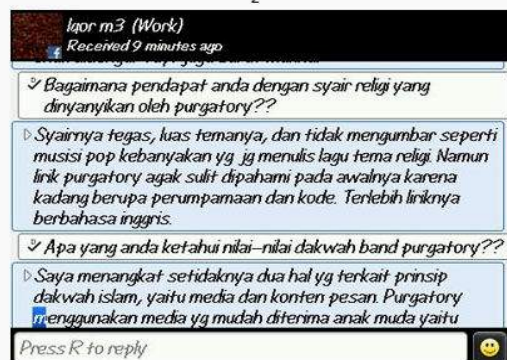 Iqor m3 (Work)
Received 9 minutes ago
Bagaimana pendapat anda dengan syair religi yang
dinyanyikan oleh purgatory??
Syairnya tegas, luas temanya, dan tidak mengumbar seperti
musisi pop kebanyakan yg jg menulis lagu tema religi. Namun
lirik purgatory agak sulit dipahami pada awalnya karena
kadang berupa perumpamaan dan kode. Terlebih liriknya
berbahasa inggris.
Apa yang anda ketahui nilai-nilai dakwah band purgatory??
Saya menangkat setidaknya dua hal yg terkait prinsip
dakwah islam, yaitu media dan konten pesan. Purgatory
menggunakan media yg mudah diterima anak muda yaitu
Press R to reply